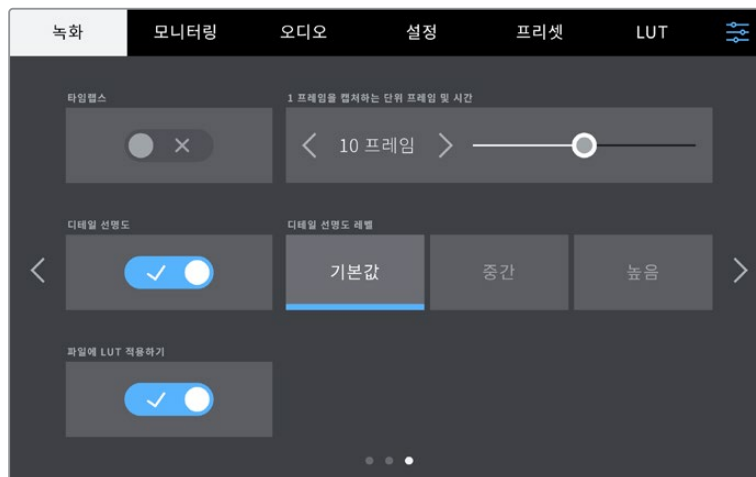 녹화 모니터링 오디오 설정 프리셋 LUT
타임랩스 1 프레임을 캡처하는 단위 프레임 및 시간
10 프레임
디테일 선명도 디테일 선명도 레벨
기본값 중간 높음
파일에 LUT 적용하기